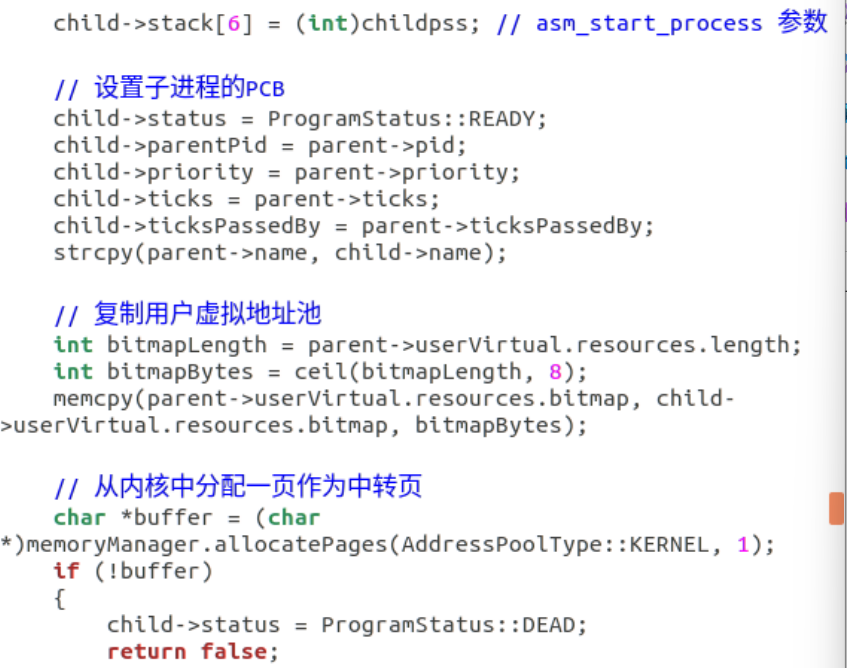 child->stack[6] = (int)childpss; // asm_start_process 参数
// 设置子进程的PCB
child->status = ProgramStatus::READY;
child->parentPid = parent->pid;
child->priority = parent->priority;
child->ticks = parent->ticks;
child->ticksPassedBy = parent->ticksPassedBy;
strcpy(parent->name, child->name);
// 复制用户虚拟地址池
int bitmapLength = parent->userVirtual.resources.length;
int bitmapBytes = ceil(bitmapLength, 8);
memcpy(parent->userVirtual.resources.bitmap, child-
>userVirtual.resources.bitmap, bitmapBytes);
// 从内核中分配一页作为中转页
char *buffer = (char
*)memoryManager.allocatePages(AddressPoolType::KERNEL, 1);
if (!buffer)
{
child->status = ProgramStatus::DEAD;
return false;